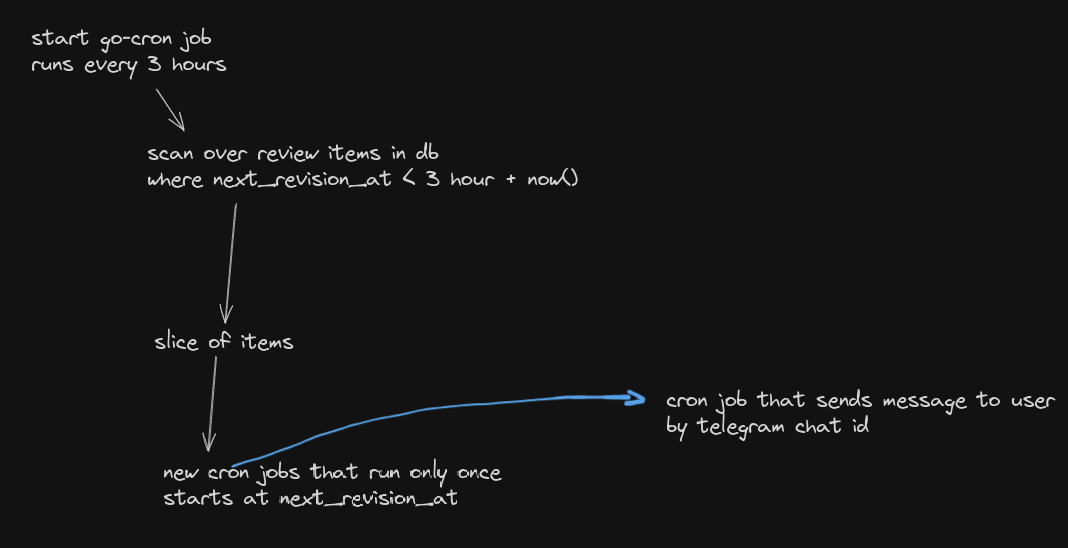 start go-cron job
runs every 3 hours
scan over review items in db
where next_revision_at < 3 hour + now()
slice of items
new cron jobs that run only once
starts at next_revision_at
cron job that sends message to user
by telegram chat id